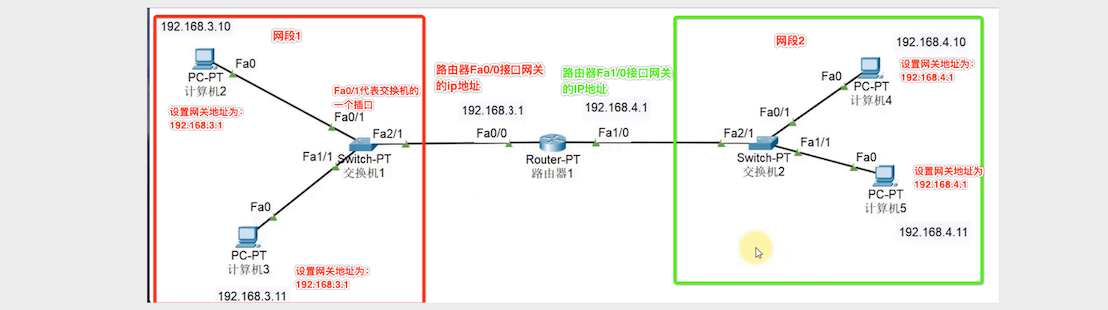 192.168.3.10
网段1
PC-PT
计算机2
Fa0
设置网关地址为:
192.168.3.1
Fa0/1代表交换机的
一个插口
Fa0/1
Fa2/1
Fa1/1
Switch-PT
交换机1
Fa0
PC-PT
计算机3
设置网关地址为:
192.168.3.1
192.168.3.11
路由器Fa0/0接口网关
的ip地址
192.168.3.1
Fa0/0
路由器Fa1/0接口网关
的IP地址
192.168.4.1
Fa1/0
Router-PT
路由器1
网段2
192.168.4.10
设置网关地址为:
192.168.4.1
Fa0
PC-PT
计算机4
Fa0/1
Fa2/1
Fa1/1
Switch-PT
交换机2
Fa0
PC-PT
计算机5
设置网关地址为
192.168.4.1
192.168.4.11